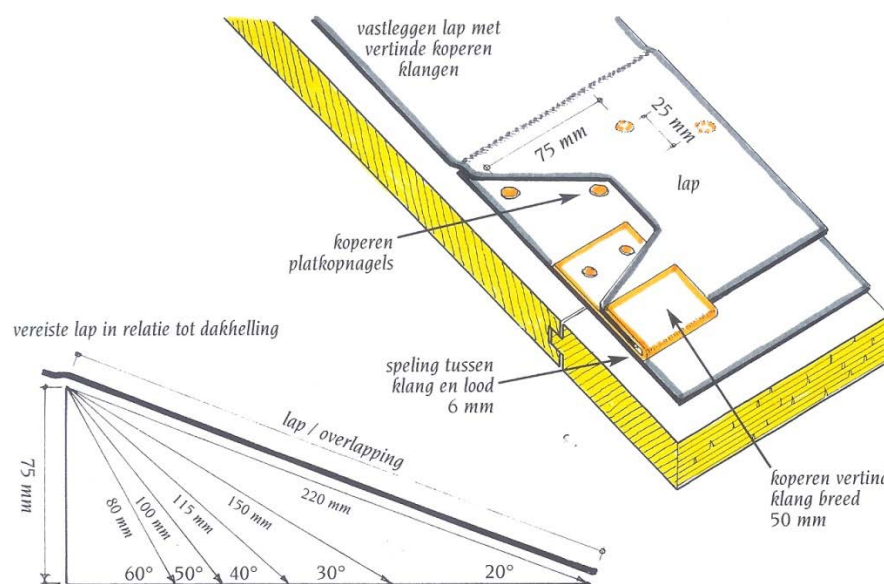 vastleggen lap met
vertinde koperen
klangen
25 mm
75 mm
lap
koperen
platkopnagels
vereiste lap in relatie tot dakhelling
speling tussen
klang en lood
6 mm
lap / overlapping
75 mm
80 mm
100 mm
115 mm
150 mm
220 mm
60°
50°
40°
30°
20°
koperen
klang breed
50 mm